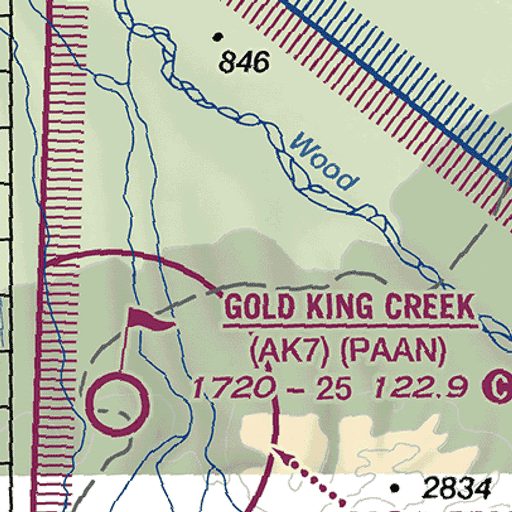 846
Wood
GOLD KING CREEK
(AK7) (PAAN)
1720 - 25 122.9 C
2834